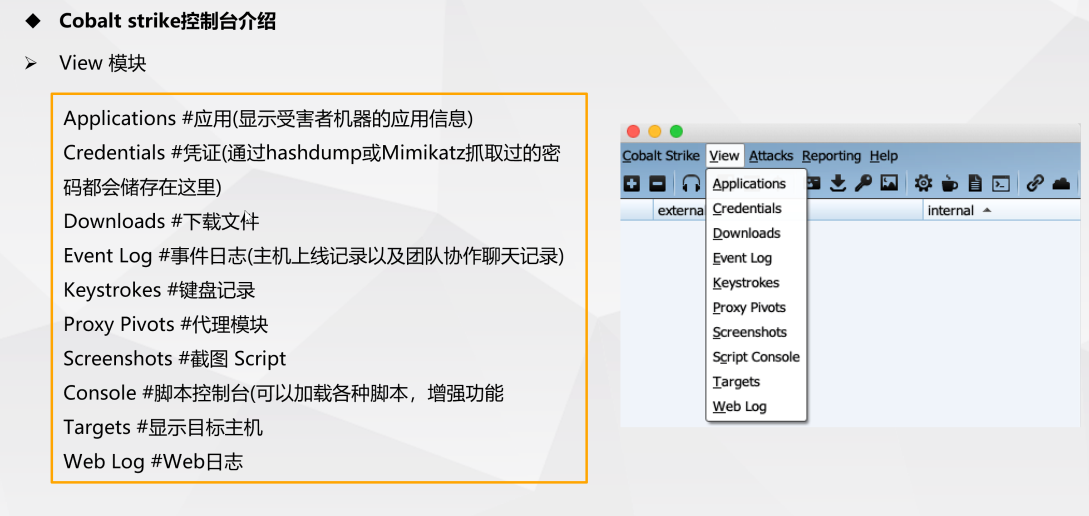 Cobalt strike控制台介绍
View 模块
Applications #应用(显示受害者机器的应用信息)
Credentials #凭证(通过hashdump或Mimikatz抓取过的密
码都会储存在这里)
Downloads #下载文件
Event Log #事件日志(主机上线记录以及团队协作聊天记录)
Keystrokes #键盘记录
Proxy Pivots #代理模块
Screenshots #截图 Script
Console #脚本控制台(可以加载各种脚本，增强功能
Targets #显示目标主机
Web Log #Web日志
Cobalt Strike View Attacks Reporting Help
externa internal
Applications
Credentials
Downloads
Event Log
Keystrokes
Proxy Pivots
Screenshots
Script Console
Targets
Web Log